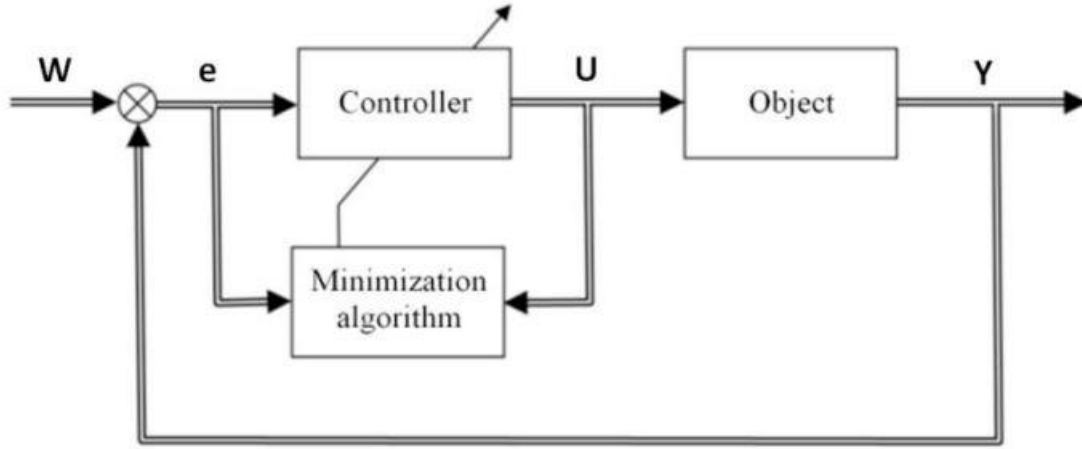 W
e
Controller
U
Object
Y
Minimization
algorithm